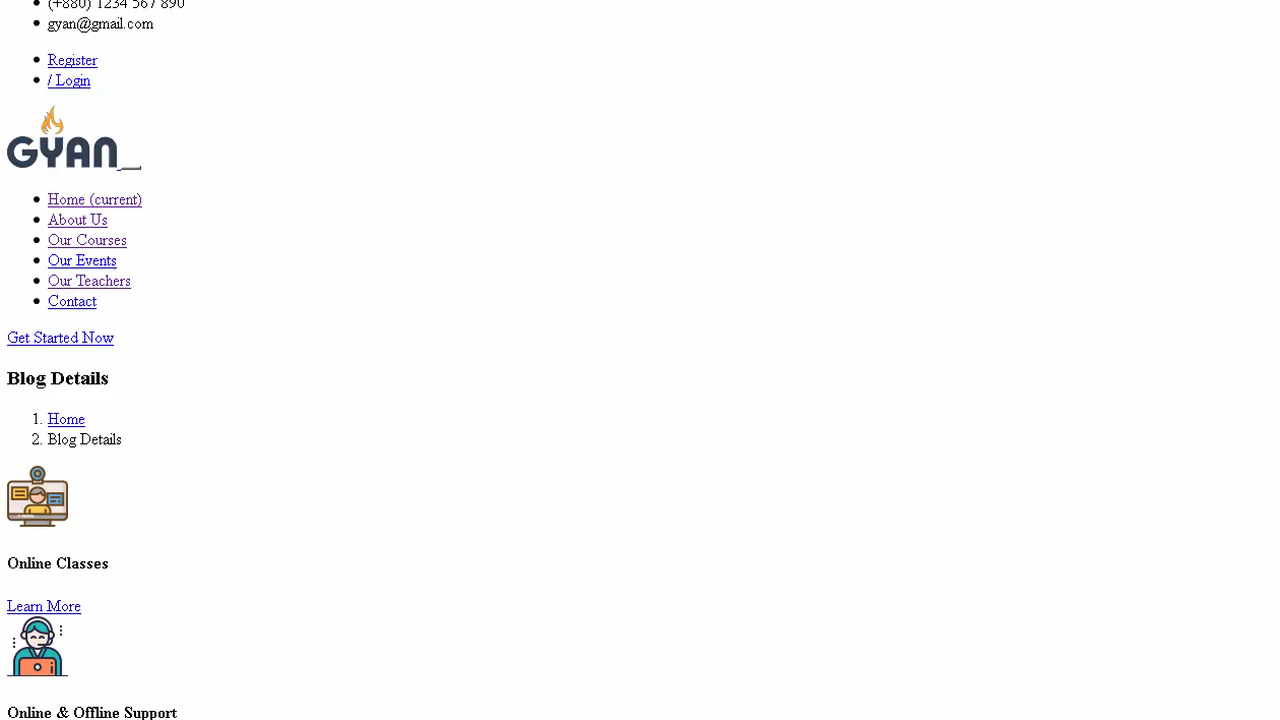 (+880) 1234 567 890
gyan@gmail.com
Register
/ Login
GYAN
Home (current)
About Us
Our Courses
Our Events
Our Teachers
Contact
Get Started Now
Blog Details
1. Home
2. Blog Details
Online Classes
Learn More
Online & Offline Support